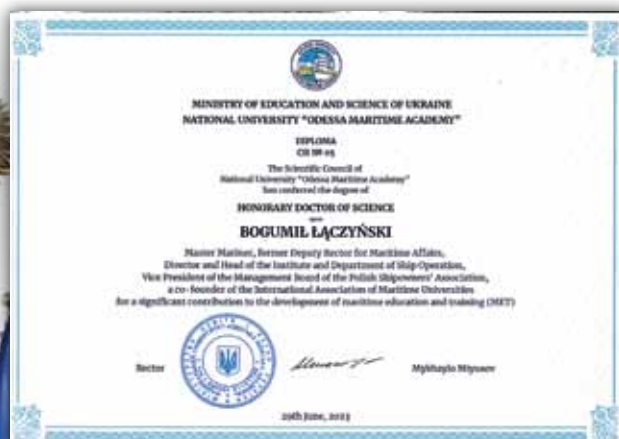 MINISTRY OF EDUCATION AND SCIENCE OF UKRAINE
NATIONAL UNIVERSITY "ODESSA MARITIME ACADEMY"
DIPLOMA
The Scientific Council of
National University "Odessa Maritime Academy"
has conferred the degree of
HONORARY DOCTOR OF SCIENCE
upon
BOGUMIŁ ŁĄCZYŃSKI
Master Mariner, Former Deputy Rector for Maritime Affairs,
Director and Head of the Institute and Department of Ship Operation,
Vice President of the Management Board of the Polish Shipowners' Association,
a co-founder of the International Association of Maritime Universities
for a significant contribution to the development of maritime education and training (MET)
Rector
Mykhaylo Miyusov
29th June, 2023